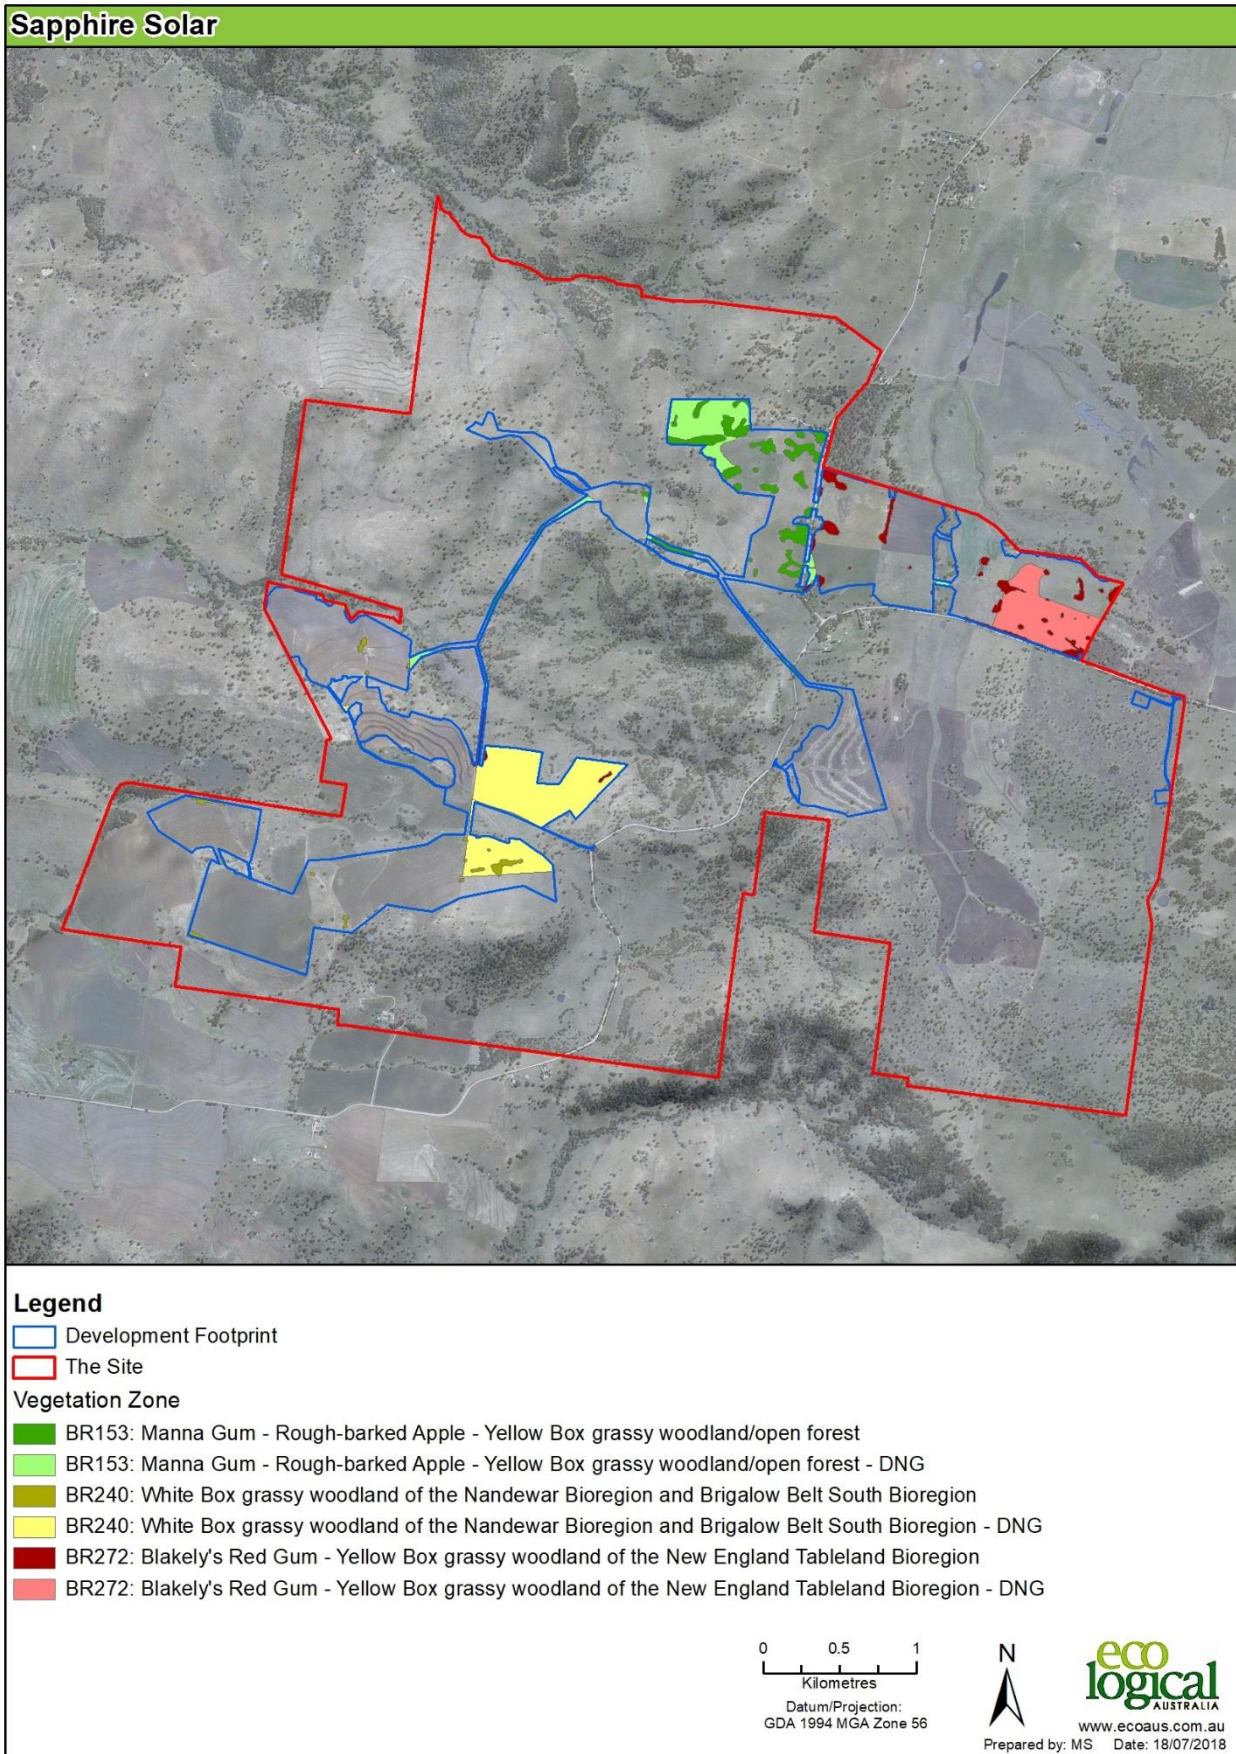 Sapphire Solar
Legend
Development Footprint
The Site
Vegetation Zone
BR153: Manna Gum - Rough-barked Apple - Yellow Box grassy woodland/open forest
BR153: Manna Gum - Rough-barked Apple - Yellow Box grassy woodland/open forest - DNG
BR240: White Box grassy woodland of the Nandewar Bioregion and Brigalow Belt South Bioregion
BR240: White Box grassy woodland of the Nandewar Bioregion and Brigalow Belt South Bioregion - DNG
BR272: Blakely's Red Gum - Yellow Box grassy woodland of the New England Tableland Bioregion
BR272: Blakely's Red Gum - Yellow Box grassy woodland of the New England Tableland Bioregion - DNG
0 0.5 1
Kilometres
Datum/Projection:
GDA 1994 MGA Zone 56
N
eco
logical
AUSTRALIA
www.ecoaus.com.au
Prepared by: MS Date: 18/07/2018